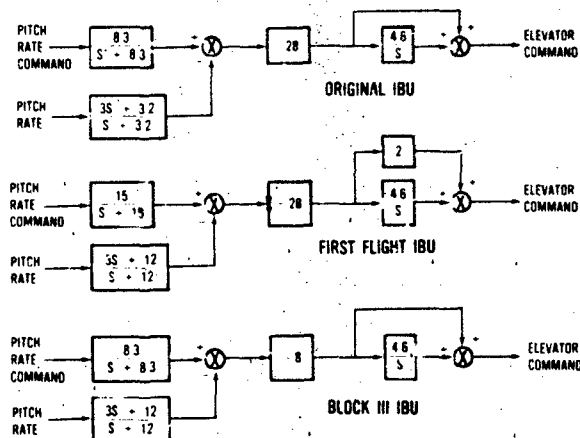 PITCH
RATE
COMMAND
8 3
S + 8 3
+
28
4 6
S
+
+
ELEVATOR
COMMAND
ORIGINAL IBU
PITCH
RATE
3S + 3 2
S + 3 2
PITCH
RATE
COMMAND
15
S + 15
+
28
2
4 6
S
+
+
ELEVATOR
COMMAND
FIRST FLIGHT IBU
PITCH
RATE
3S + 12
S + 12
PITCH
RATE
COMMAND
8 3
S + 8 3
+
8
4 6
S
+
+
ELEVATOR
COMMAND
BLOCK III IBU
PITCH
RATE
3S + 12
S + 12